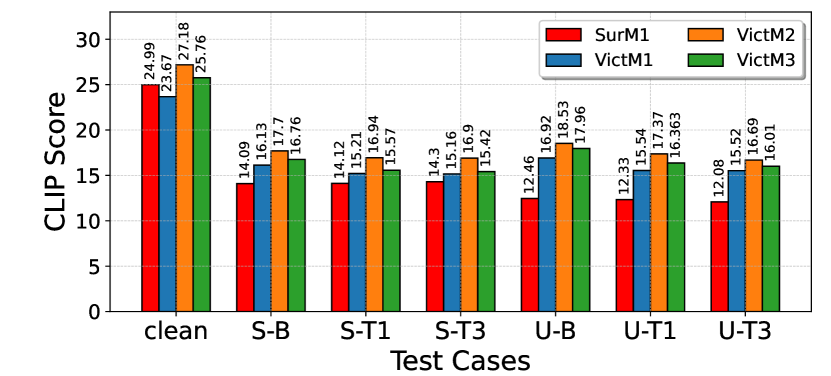 SurM1
VictM1
VictM2
VictM3
CLIP Score
30
25
20
15
10
5
0
24.99
23.67
27.18
25.76
14.09
16.13
17.7
16.76
14.12
15.21
16.94
15.57
14.3
15.16
16.9
15.42
12.46
16.92
18.53
17.96
12.33
15.54
17.37
16.363
12.08
15.52
16.69
16.01
clean
S-B
S-T1
S-T3
U-B
U-T1
U-T3
Test Cases